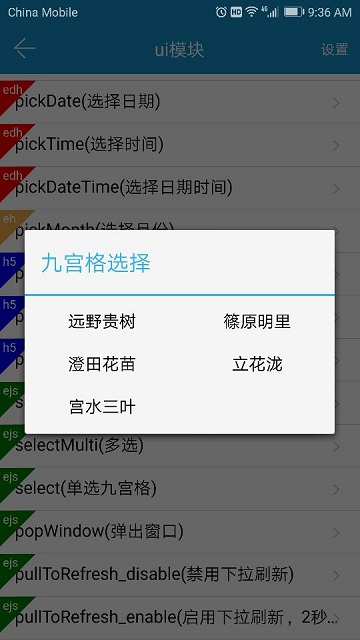 China Mobile HD 4G 9:36 AM
ui模块 设置
edh pickDate(选择日期)
edh pickTime(选择时间)
edh pickDateTime(选择日期时间)
eh pickMonth(选择月份)
九宫格选择
h5
远野贵树 篠原明里
h5
澄田花苗 立花泷
h5
宫水三叶
ejs
ejs selectMulti(多选)
ejs select(单选九宫格)
ejs popWindow(弹出窗口)
ejs pullToRefresh_disable(禁用下拉刷新)
ejs pullToRefresh_enable(启用下拉刷新，2秒...